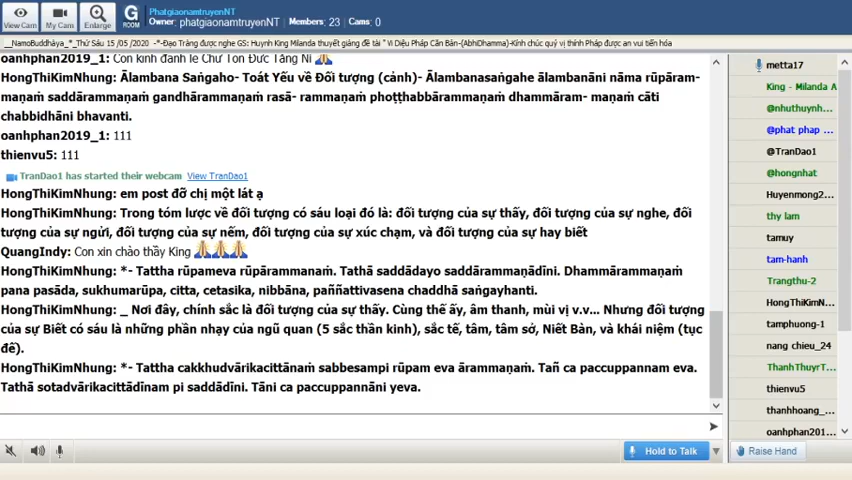 View Cam
My Cam
Enlarge
G
ROOM
PhatgiaonamtruyenNT
Owner: phatgiaonamtruyenNT | Members: 23 | Cams: 0
__NamoBuddhàya_*_Thứ Sáu 15 /05 /2020 -*-Đạo Tràng được nghe GS: Huynh King Milanda thuyết giảng đề tài " Vi Diệu Pháp Căn Bản-(AbhiDhamma)-Kính chúc quý vị thính Pháp được an vui tiến hóa
oanhphan2019_1: Con kính đảnh lễ Chư Tôn Đức Tăng Ni
HongThiKimNhung: Ālambana Saṅgaho- Toát Yếu về Đối tượng (cảnh)- Ālambanasaṅgahe ālambanāni nāma rūpāram-
maṇaṁ saddārammaṇaṁ gandhārammaṇaṁ rasā- rammaṇaṁ phoṭṭhabbārammaṇaṁ dhammāram- maṇaṁ cāti
chabbidhāni bhavanti.
oanhphan2019_1: 111
thienvu5: 111
TranDao1 has started their webcam View TranDao1
HongThiKimNhung: em post đỡ chị một lát ạ
HongThiKimNhung: Trong tóm lược về đối tượng có sáu loại đó là: đối tượng của sự thấy, đối tượng của sự nghe, đối
tượng của sự ngửi, đối tượng của sự nếm, đối tượng của sự xúc chạm, và đối tượng của sự hay biết
QuangIndy: Con xin chào thầy King
HongThiKimNhung: *- Tattha rūpameva rūpārammanaṁ. Tathā saddādayo saddārammaṇādīni. Dhammārammaṇaṁ
pana pasāda, sukhumarūpa, citta, cetasika, nibbāna, paññattivasena chaddhā saṅgayhanti.
HongThiKimNhung: _ Nơi đây, chính sắc là đối tượng của sự thấy. Cùng thế ấy, âm thanh, mùi vị v.v... Nhưng đối tượng
của sự Biết có sáu là những phần nhạy của ngũ quan (5 sắc thần kinh), sắc tế, tâm, tâm sở, Niết Bàn, và khái niệm (tục
đế).
HongThiKimNhung: *- Tattha cakkhudvārikacittānaṁ sabbesampi rūpam eva ārammaṇaṁ. Tañ ca paccuppannam eva.
Tathā sotadvārikacittādīnam pi saddādīni. Tāni ca paccuppannāni yeva.
Hold to Talk
metta17
King - Milanda A
@nhuthuynh...
@phat phap ...
@TranDao1
@hongnhat
Huyenmong2...
thy lam
tamuy
tam-hanh
Trangthu-2
HongThiKimN...
tamphuong-1
nang chieu_24
ThanhThuyrT...
thienvu5
thanhhoang_...
oanhphan201...
Raise Hand